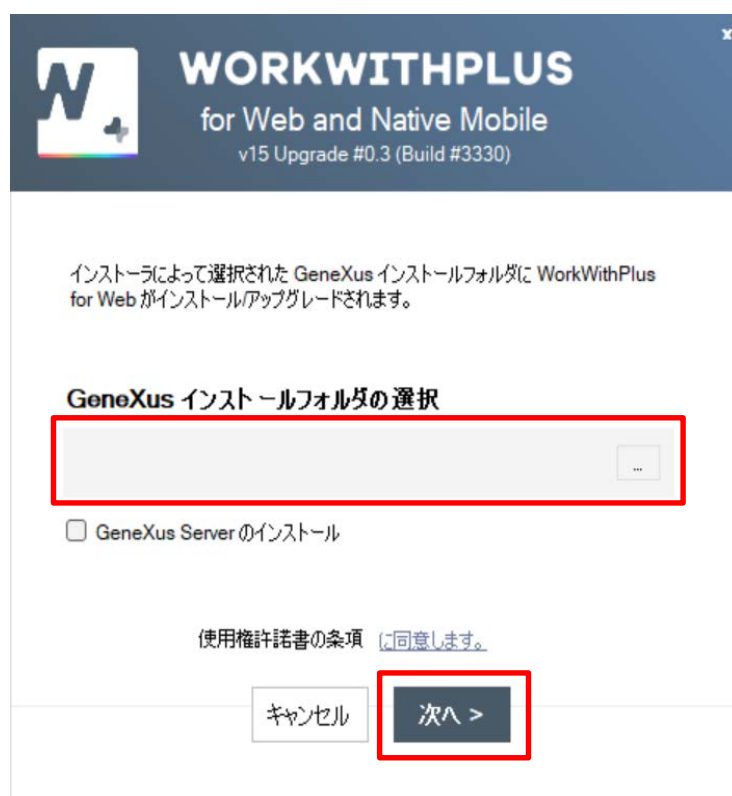 x
WORKWITHPLUS
for Web and Native Mobile
v15 Upgrade #0.3 (Build #3330)
インストーラによって選択された GeneXus インストールフォルダに WorkWithPlus
for Web がインストール/アップグレードされます。
GeneXus インストールフォルダの選択
...
GeneXus Server のインストール
使用権許諾書の条項 に同意します。
キャンセル 次へ >